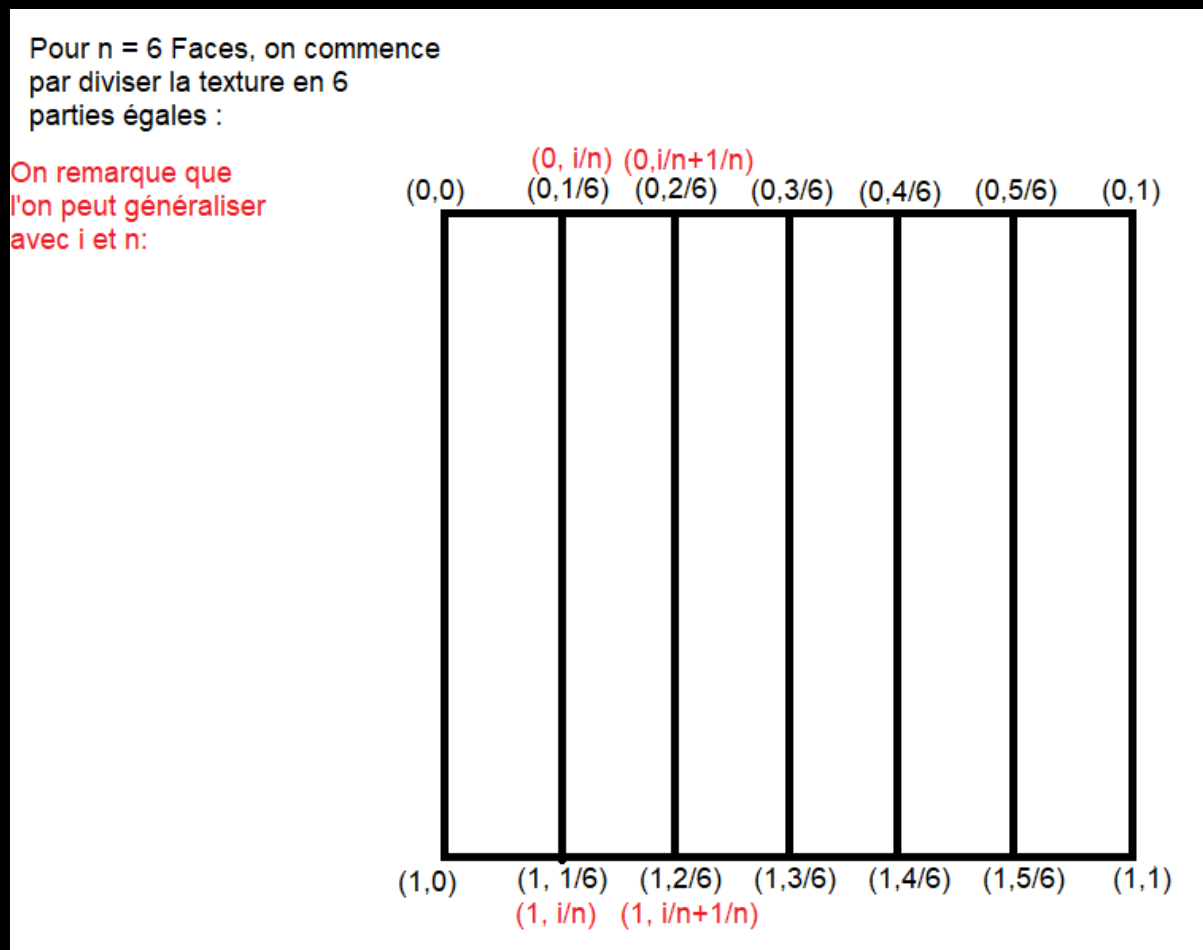 Pour n = 6 Faces, on commence
par diviser la texture en 6
parties égales :
On remarque que
l'on peut généraliser
avec i et n:
(0, i/n) (0,i/n+1/n)
(0,0) (0,1/6) (0,2/6) (0,3/6) (0,4/6) (0,5/6) (0,1)
(1,0) (1, 1/6) (1,2/6) (1,3/6) (1,4/6) (1,5/6) (1,1)
(1, i/n) (1, i/n+1/n)